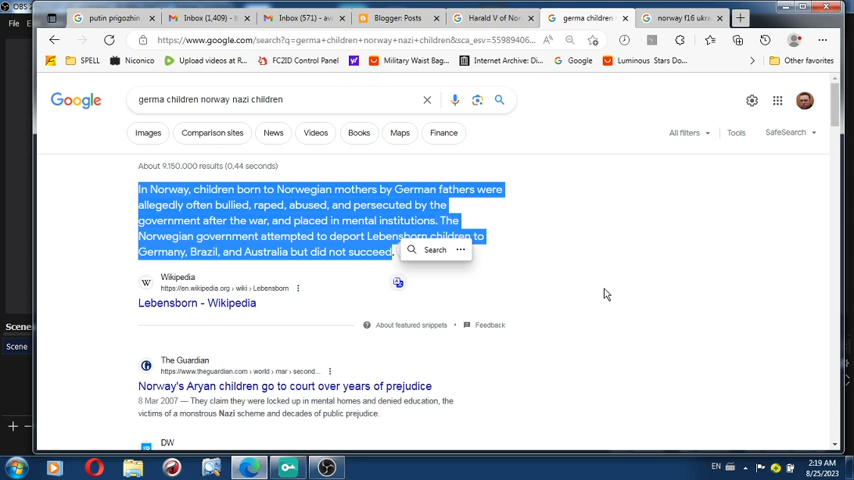 OBS 2
putin prigozhin
Inbox (1,409) - t
Inbox (571) - av
Blogger: Posts
Harald V of Nor
germa children
norway f16 ukra
File
https://www.google.com/search?q=germa+children+norway+nazi+children&sca_esv=55989406...
SPELL
Niconico
Upload videos at R...
FC2ID Control Panel
Military Waist Bag...
Internet Archive: Di...
Google
Luminous Stars Do...
Other favorites
Google
germa children norway nazi children
Images
Comparison sites
News
Videos
Books
Maps
Finance
All filters
Tools
SafeSearch
About 9.150.000 results (0,44 seconds)
In Norway, children born to Norwegian mothers by German fathers were
allegedly often bullied, raped, abused, and persecuted by the
government after the war, and placed in mental institutions. The
Norwegian government attempted to deport Lebensborn children to
Germany, Brazil, and Australia but did not succeed.
Search
W
Wikipedia
https://en.wikipedia.org › wiki › Lebensborn
Lebensborn - Wikipedia
About featured snippets
Feedback
Scene
Scene
The Guardian
https://www.theguardian.com › world › mar › second...
Norway's Aryan children go to court over years of prejudice
8 Mar 2007 — They claim they were locked up in mental homes and denied education, the
victims of a monstrous Nazi scheme and decades of public prejudice.
DW
EN
2:19 AM
8/25/2023